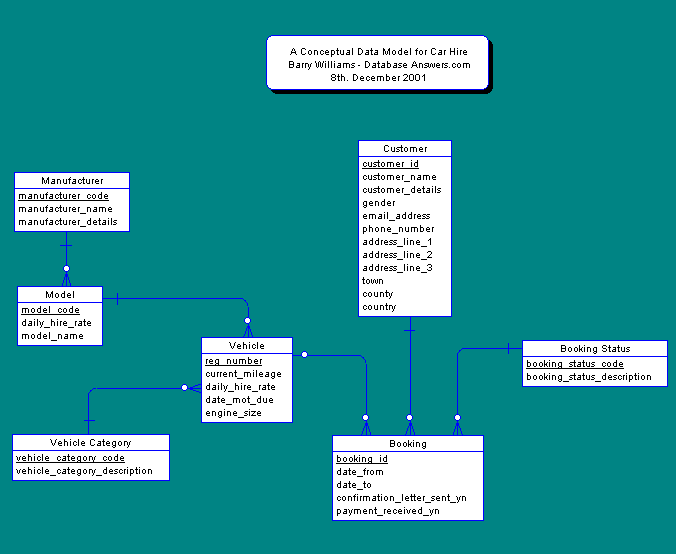 A Conceptual Data Model for Car Hire
Barry Williams - Database Answers.com
8th. December 2001
Customer
customer_id
customer_name
customer_details
gender
email_address
phone_number
address_line_1
address_line_2
address_line_3
town
county
country
Manufacturer
manufacturer_code
manufacturer_name
manufacturer_details
Model
model_code
daily_hire_rate
model_name
Vehicle
reg_number
current_mileage
daily_hire_rate
date_mot_due
engine_size
Booking Status
booking_status_code
booking_status_description
Vehicle Category
vehicle_category_code
vehicle_category_description
Booking
booking_id
date_from
date_to
confirmation_letter_sent_yn
payment_received_yn